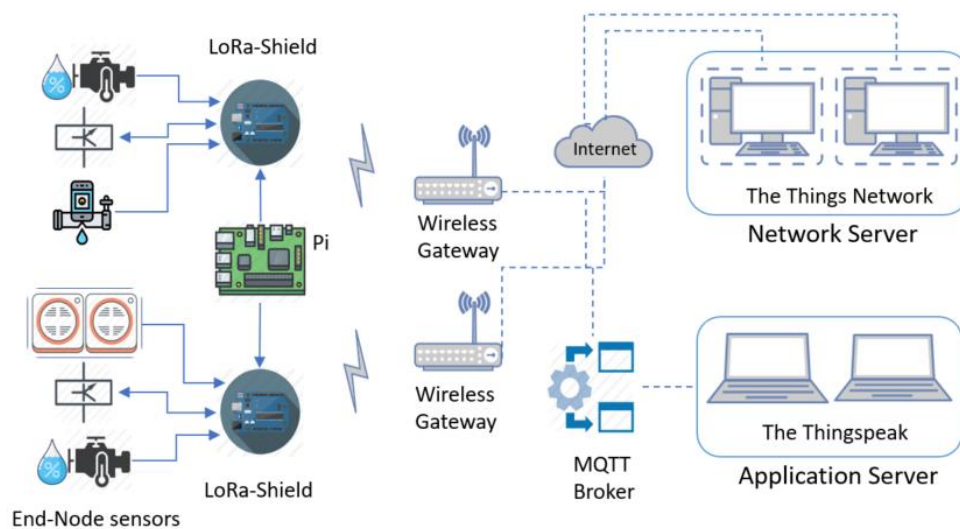 LoRa-Shield
%
Internet
The Things Network
Network Server
Wireless
Gateway
Pi
Wireless
Gateway
The Thingspeak
Application Server
MQTT
Broker
%
LoRa-Shield
End-Node sensors